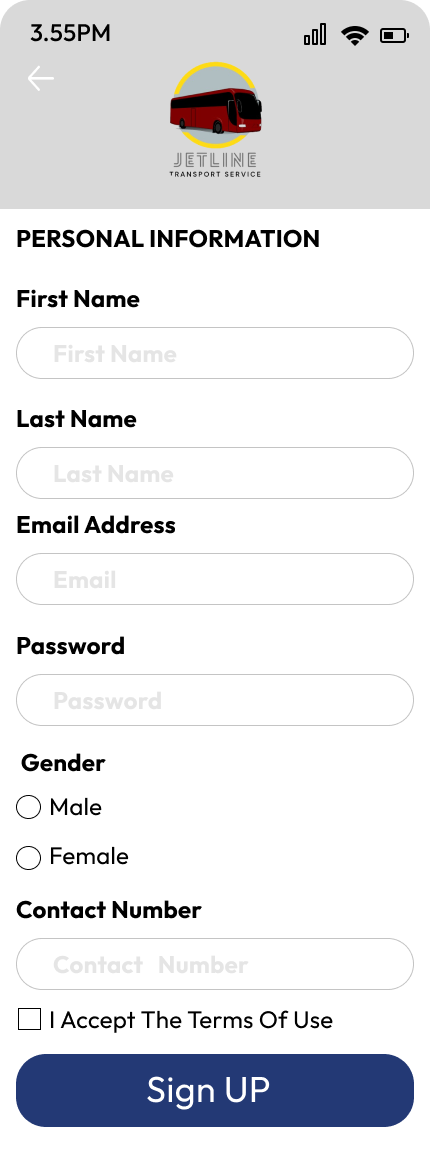 3.55PM
JETLINE
TRANSPORT SERVICE
PERSONAL INFORMATION
First Name
First Name
Last Name
Last Name
Email Address
Email
Password
Password
Gender
Male
Female
Contact Number
Contact Number
I Accept The Terms Of Use
Sign UP